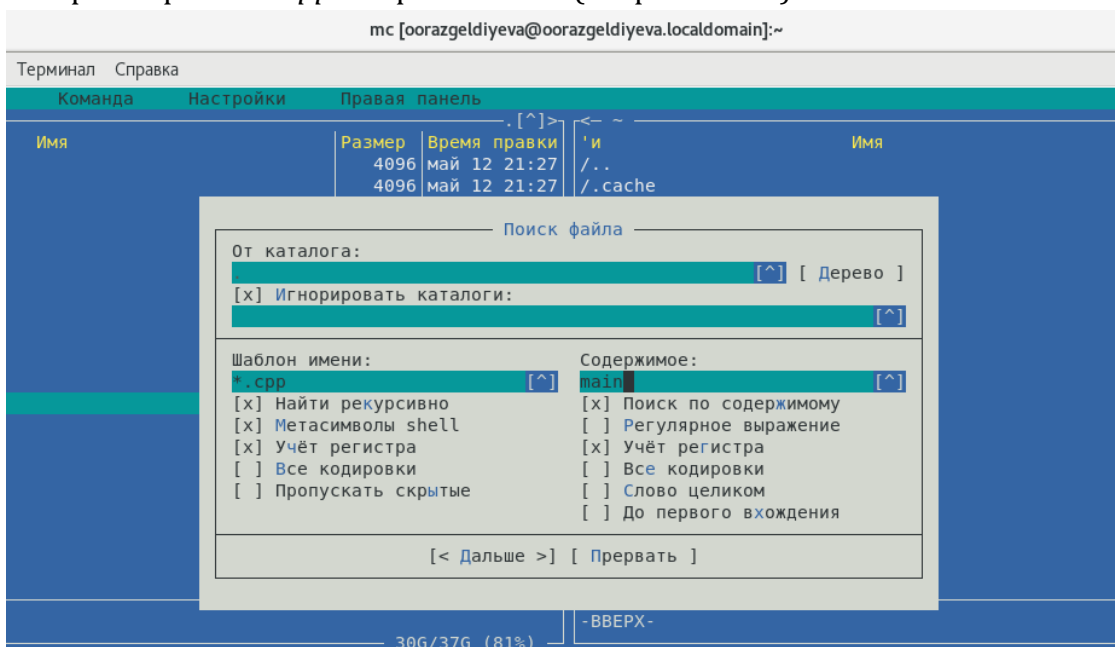 mc [oorazgeldiyeva@oorazgeldiyeva.localdomain]:~
Терминал Справка
Команда Настройки Правая панель
.[^]> <— ~
Имя Размер Время правки 'и Имя
4096 май 12 21:27 /..
4096 май 12 21:27 /.cache
Поиск файла
От каталога:
. [^] [ Дерево ]
[x] Игнорировать каталоги:
[^]
Шаблон имени: Содержимое:
*.cpp [^] main [^]
[x] Найти рекурсивно [x] Поиск по содержимому
[x] Метасимволы shell [ ] Регулярное выражение
[x] Учёт регистра [x] Учёт регистра
[ ] Все кодировки [ ] Все кодировки
[ ] Пропускать скрытые [ ] Слово целиком
[ ] До первого вхождения
[< Дальше >] [ Прервать ]
-ВВЕРХ-
30G/37G (81%)